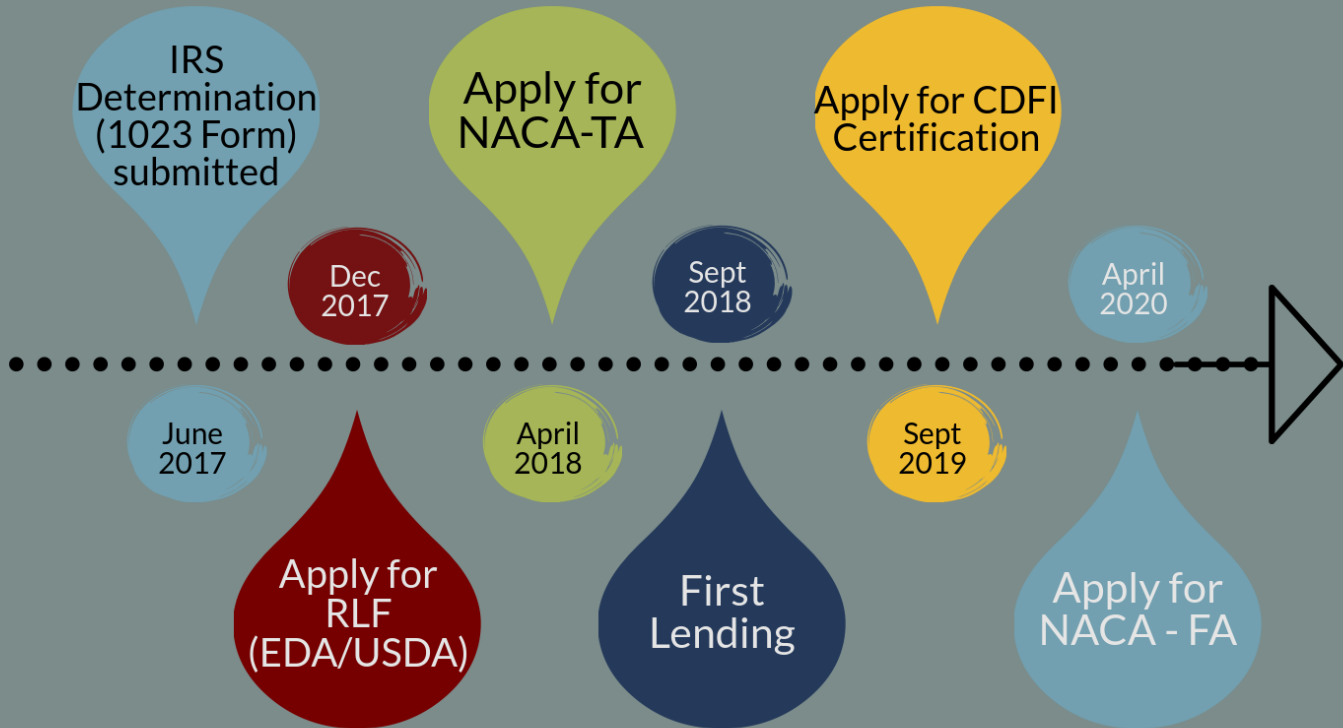 IRS
Determination
(1023 Form)
submitted
June
2017
Dec
2017
Apply for
RLF
(EDA/USDA)
Apply for
NACA-TA
April
2018
Sept
2018
First
Lending
Apply for CDFI
Certification
Sept
2019
April
2020
Apply for
NACA - FA